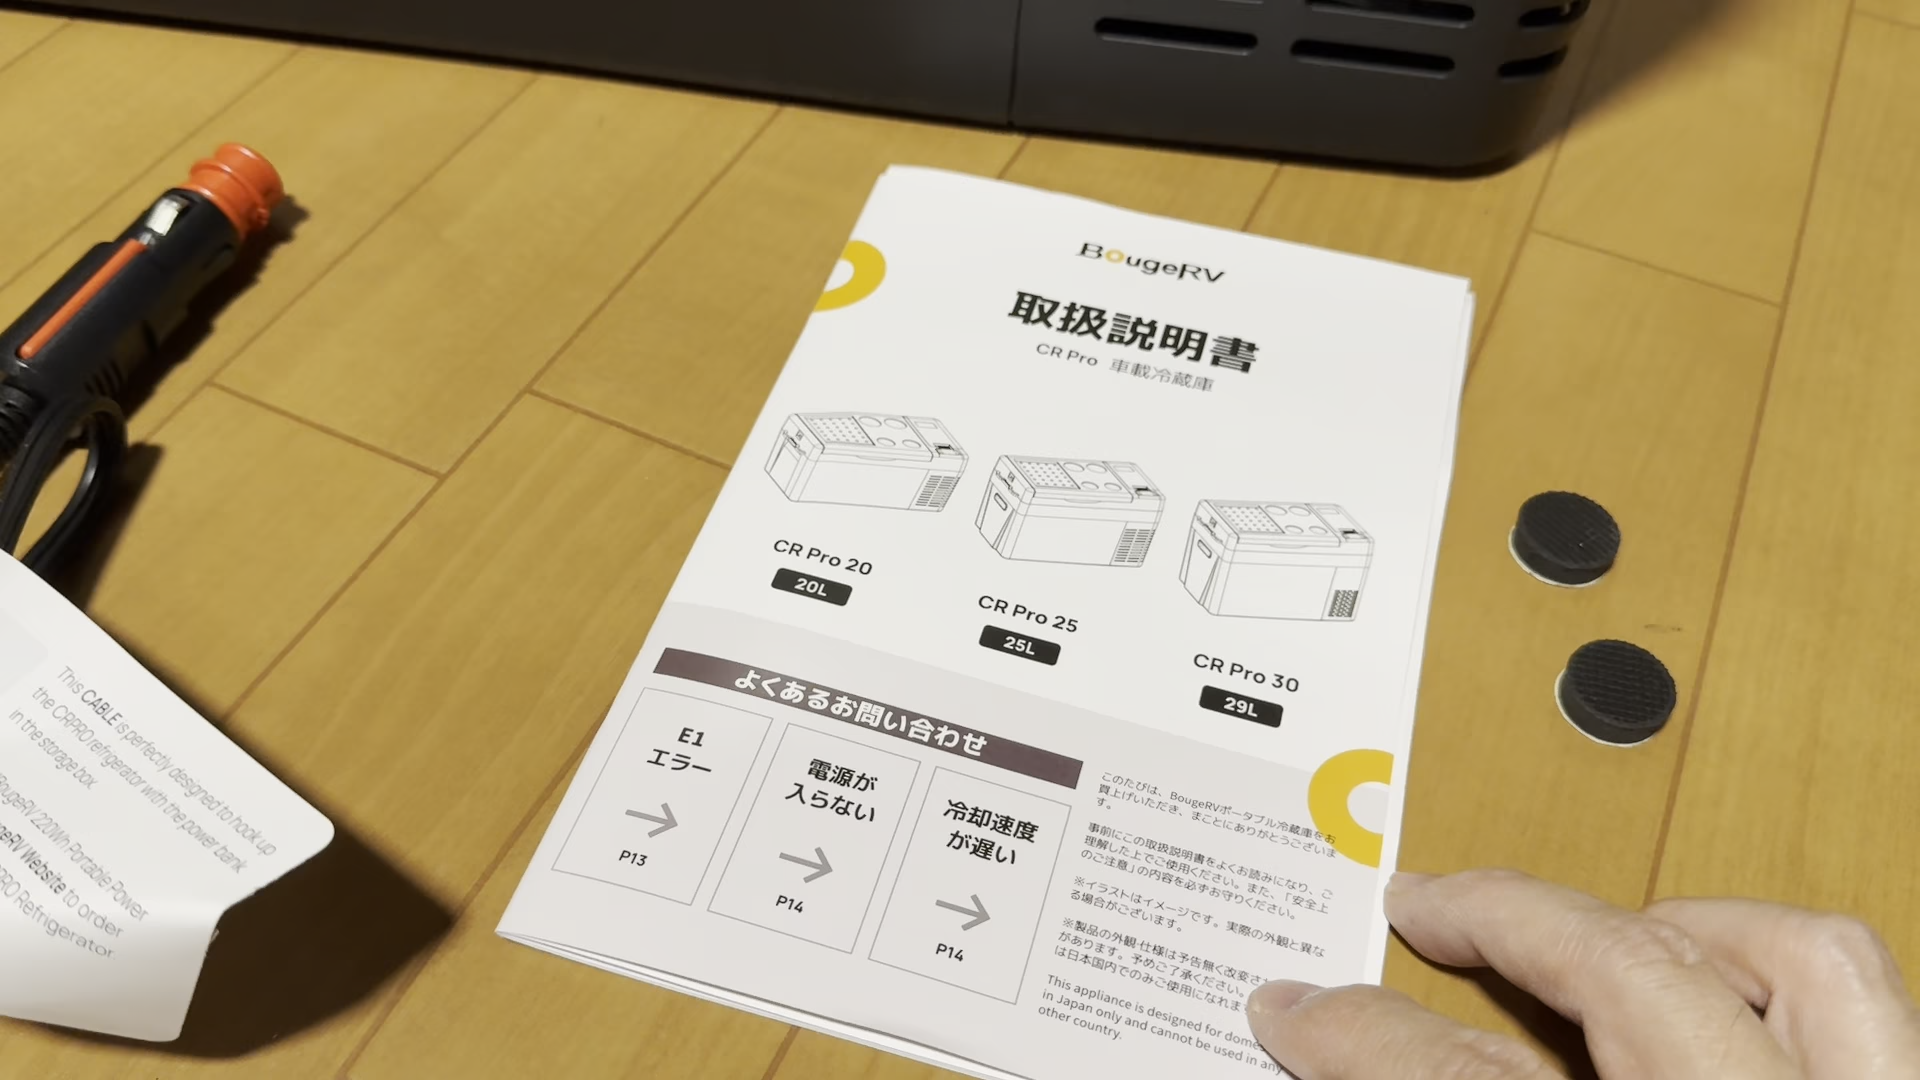 BougeRV
取扱説明書
CR Pro 車載冷蔵庫
CR Pro 20
20L
CR Pro 25
25L
CR Pro 30
29L
よくあるお問い合わせ
E1
エラー
P13
電源が
入らない
P14
冷却速度
が遅い
P14
このたびは、BougeRVポータブル冷蔵庫をお
買上げいただき、まことにありがとうございま
す。
事前にこの取扱説明書をよくお読みになり、ご
理解した上でご使用ください。また、「安全上
のご注意」の内容を必ずお守りください。
※イラストはイメージです。実際の外観と異な
る場合がございます。
※製品の外観·仕様は予告無く改変さ
があります。予めご了承ください。
は日本国内でのみご使用になれま
This appliance is designed for
in Japan only and cannot be used in any
other country.
This CABLE is perfectly designed to hook up
the CRPRO refrigerator with the power bank
in the storage box.
BougeRV 220Wh Portable Power
Website to order
Refrigerator.